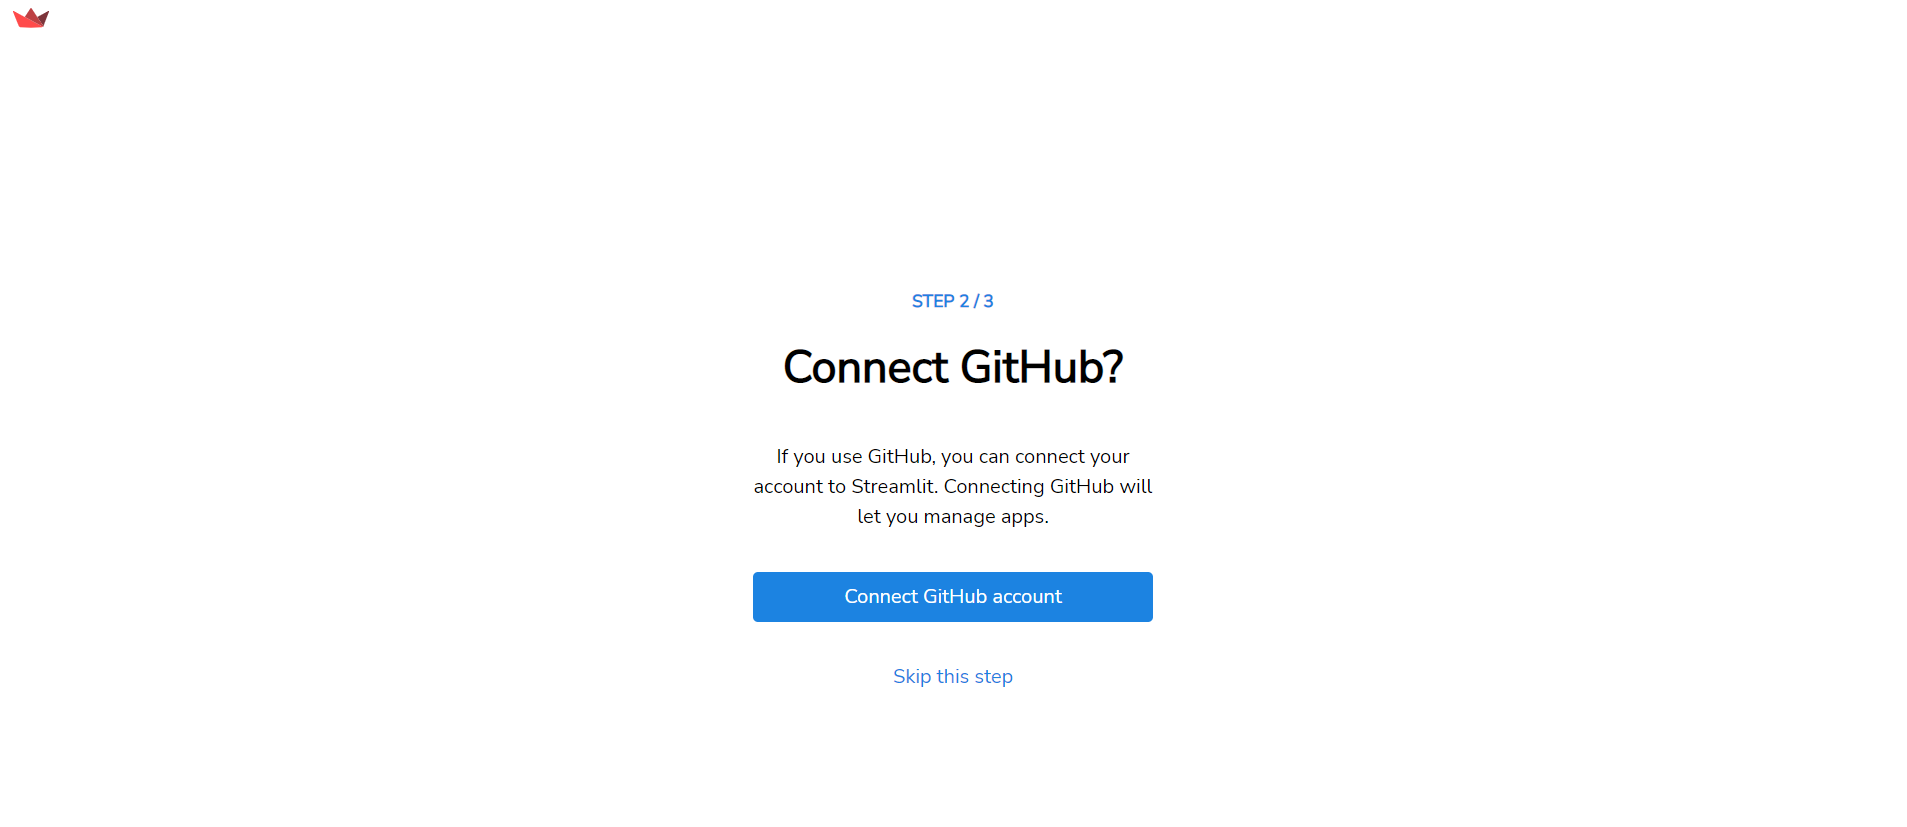 STEP 2 / 3
Connect GitHub?
If you use GitHub, you can connect your
account to Streamlit. Connecting GitHub will
let you manage apps.
Connect GitHub account
Skip this step